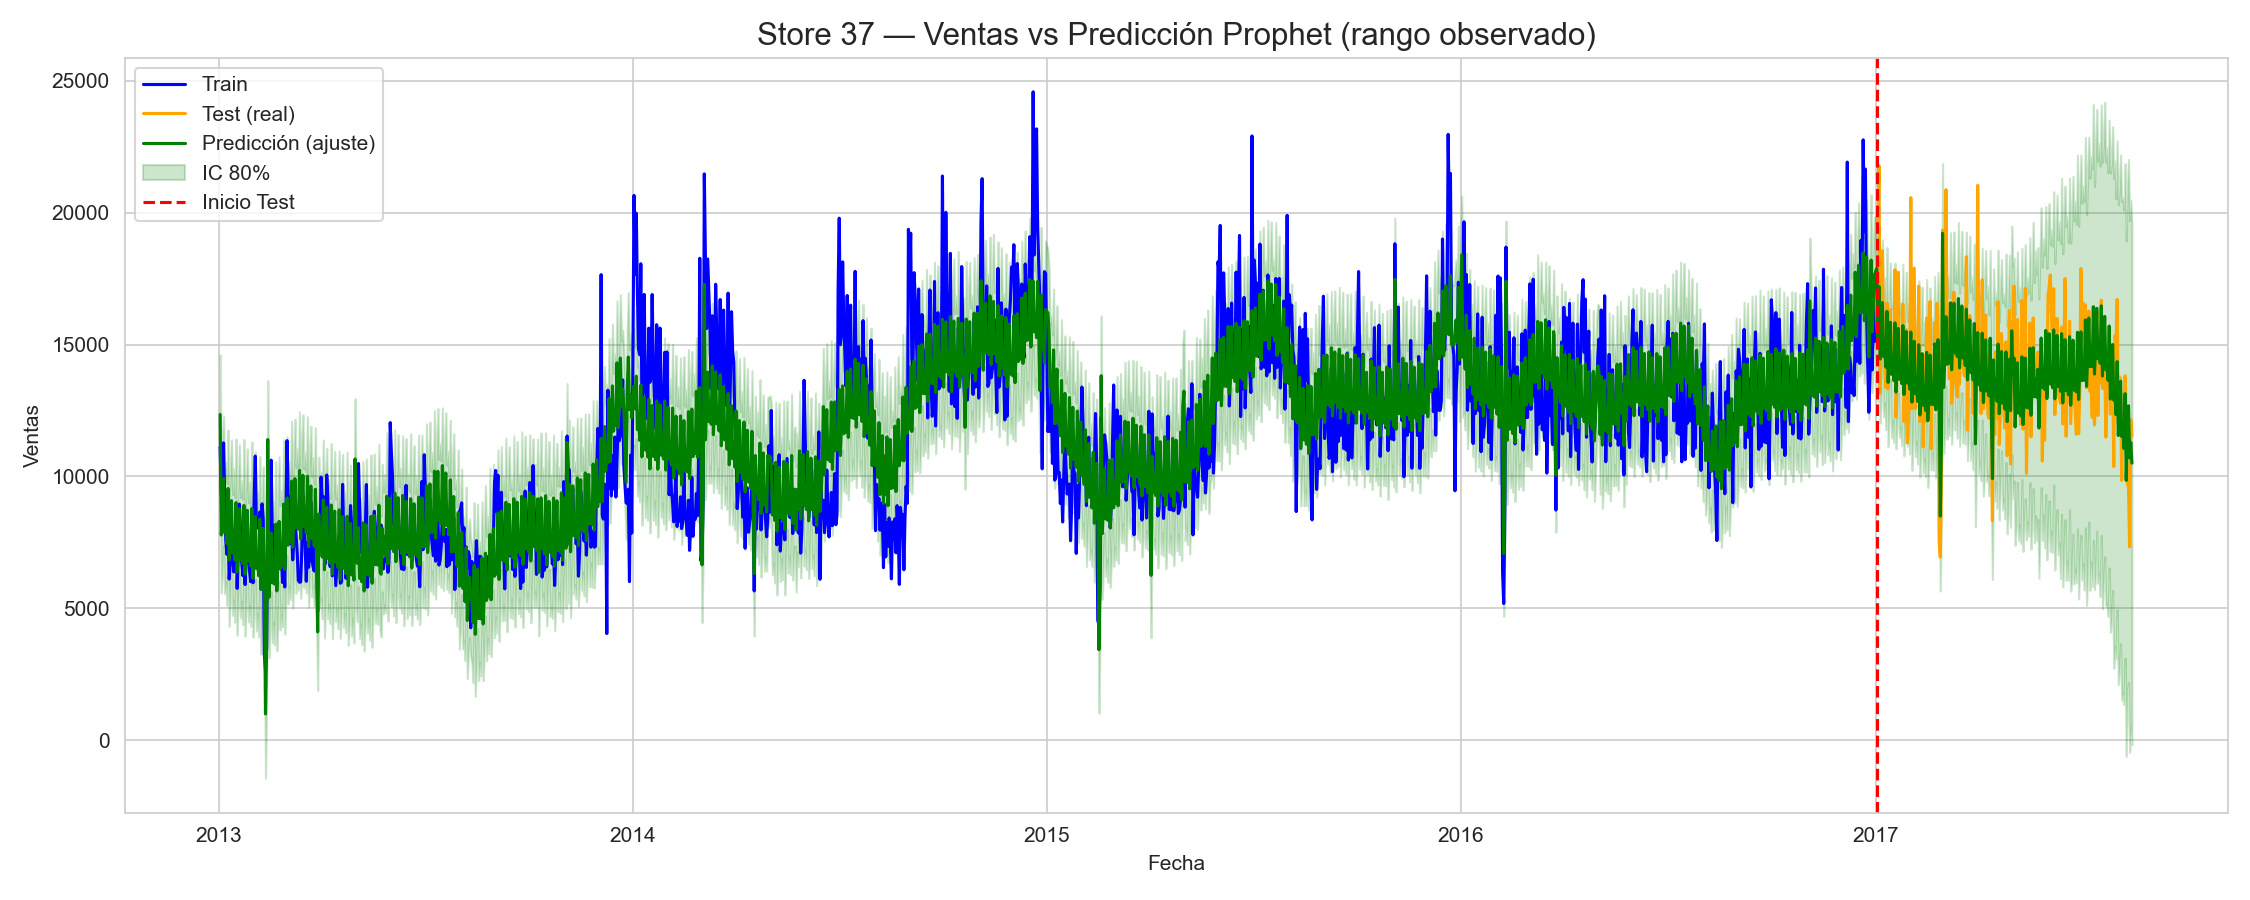 Store 37 — Ventas vs Predicción Prophet (rango observado)
Train
Test (real)
Predicción (ajuste)
IC 80%
Inicio Test
25000
20000
15000
10000
5000
0
Ventas
2013
2014
2015
2016
2017
Fecha